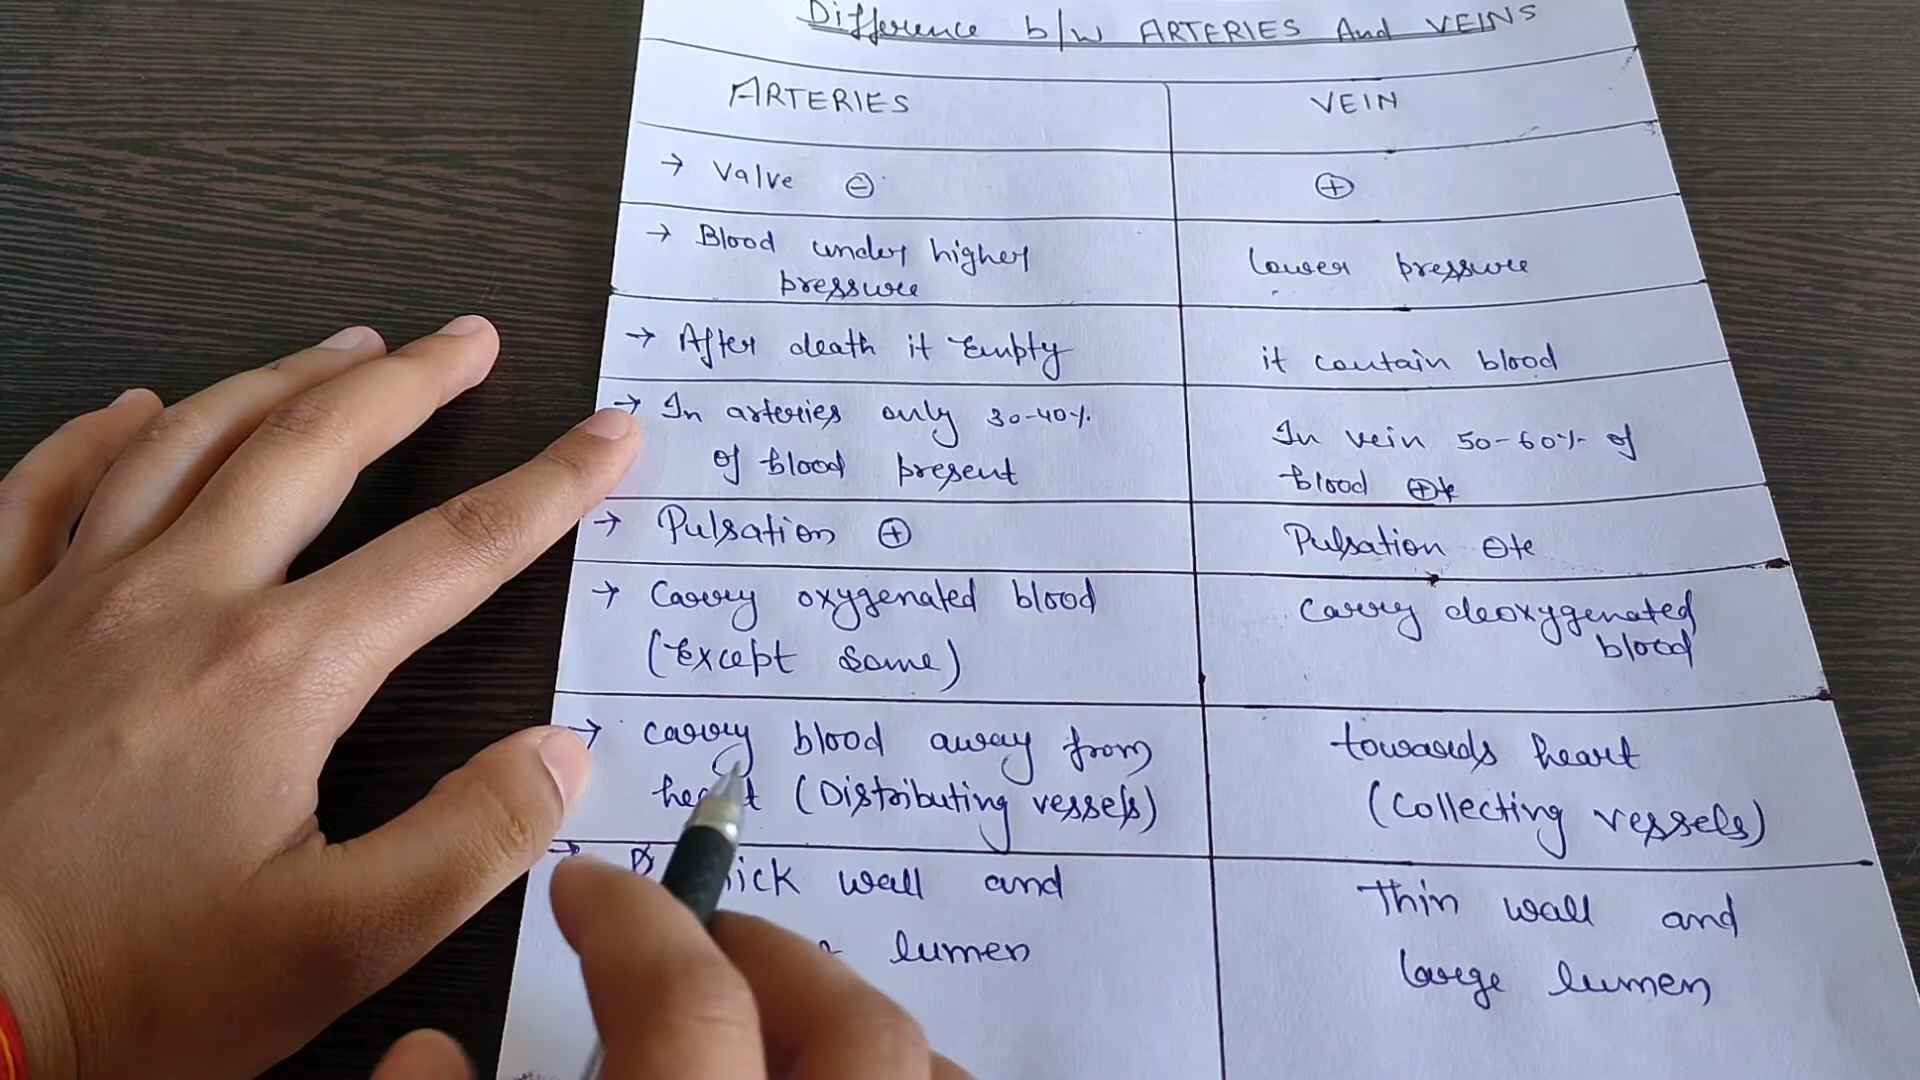 Difference b/w ARTERIES And VEINS
ARTERIES
VEIN
→ Valve ⊖
⊕
→ Blood under higher
pressure
lower pressure
→ After death it Empty
it contain blood
→ In arteries only 30-40%
of blood present
In vein 50-60% of
blood ⊕te
→ Pulsation ⊕
Pulsation ⊖te
→ Carry oxygenated blood
(Except Some)
Carry deoxygenated
blood
→ Carry blood away from
heart (Distributing vessels)
towards heart
(Collecting vessels)
→ wall and
lumen
Thin wall and
large lumen